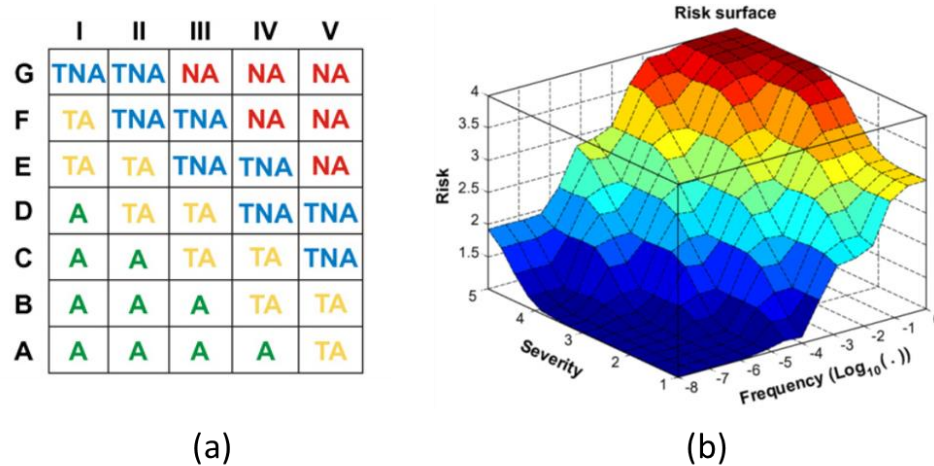 I II III IV V
G TNA TNA NA NA NA
F TA TNA TNA NA NA
E TA TA TNA TNA NA
D A TA TA TNA TNA
C A A TA TA TNA
B A A A TA TA
A A A A A TA
(a)
Risk surface
4
3.5
3
2.5
2
1.5
Risk
5 4 3 2 1
Severity
-8 -7 -6 -5 -4 -3 -2 -1
Frequency (Log10( . ))
(b)